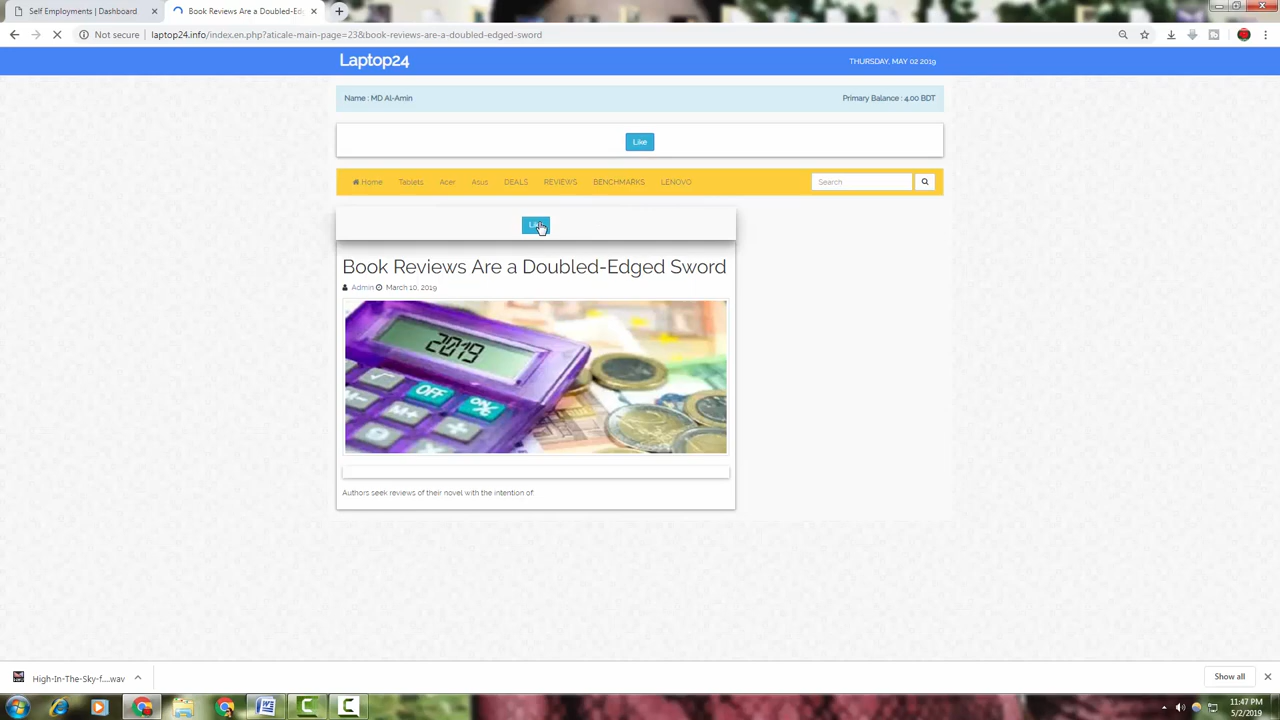 Self Employments | Dashboard
Book Reviews Are a Doubled-Ed
Not secure
laptop24.info/index.en.php?aticale-main-page=23&book-reviews-are-a-doubled-edged-sword
Laptop24
THURSDAY, MAY 02 2019
Name : MD Al-Amin
Primary Balance : 4.00 BDT
Like
Home Tablets Acer Asus DEALS REVIEWS BENCHMARKS LENOVO
Search
Book Reviews Are a Doubled-Edged Sword
Admin March 10, 2019
2019
OFF
M+
Authors seek reviews of their novel with the intention of:
High-In-The-Sky-f....wav
Show all
11:47 PM
5/2/2019